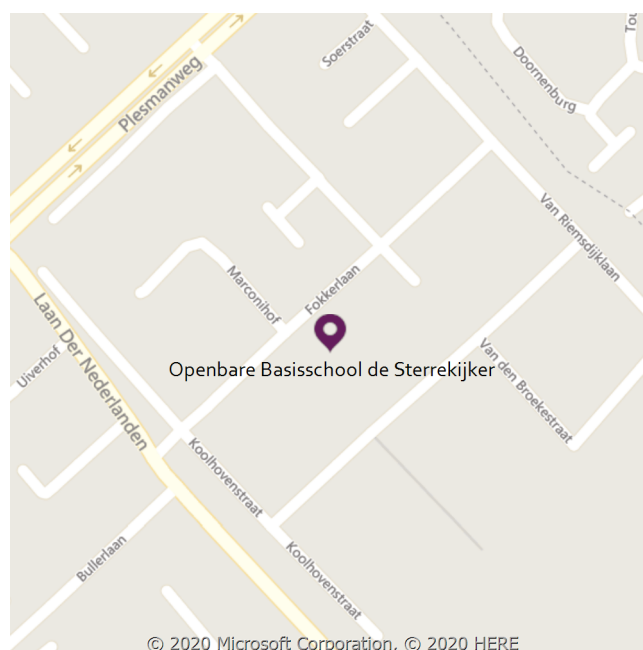 Soerstraat
Tou
Doornenburg
Plesmanweg
Van Riemsdijklaan
Marconihof
Fokkerlaan
Laan Der Nederlanden
Uiverhof
Openbare Basisschool de Sterrekijker
Van den Broekestraat
Koolhovenstraat
Koolhovenstraat
Bullerlaan
© 2020 Microsoft Corporation, © 2020 HERE